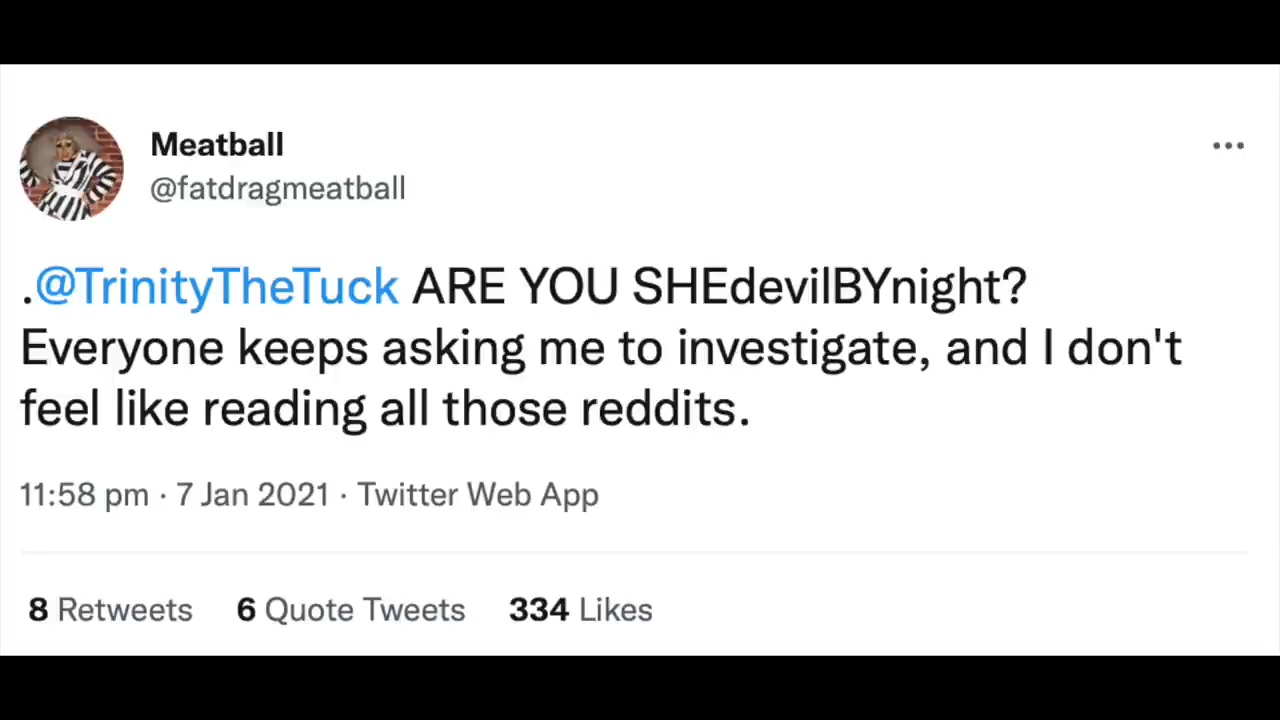 Meatball
@fatdragmeatball
.@TrinityTheTuck ARE YOU SHEdevilBYnight?
Everyone keeps asking me to investigate, and I don't
feel like reading all those reddits.
11:58 pm · 7 Jan 2021 · Twitter Web App
8 Retweets 6 Quote Tweets 334 Likes